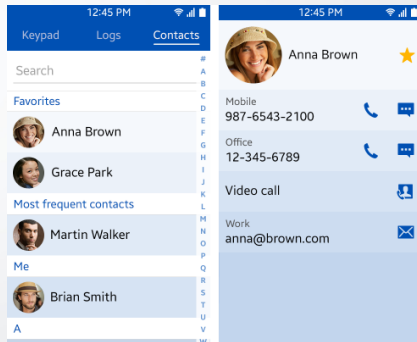 12:45 PM
Keypad Logs Contacts
Search
Favorites
Anna Brown
Grace Park
Most frequent contacts
Martin Walker
Me
Brian Smith
A
#
A
B
C
D
E
F
G
H
I
J
K
L
M
N
O
P
Q
R
S
T
U
V
W
12:45 PM
Anna Brown
Mobile
987-6543-2100
Office
12-345-6789
Video call
Work
anna@brown.com